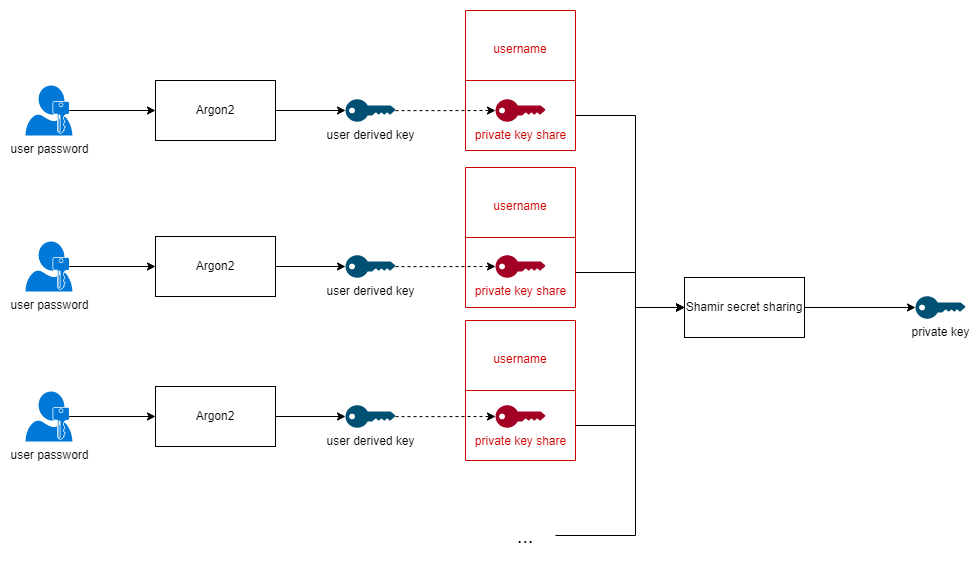 username
Argon2
user password
user derived key
private key share
username
Argon2
user password
user derived key
private key share
Shamir secret sharing
private key
username
Argon2
user password
user derived key
private key share
...